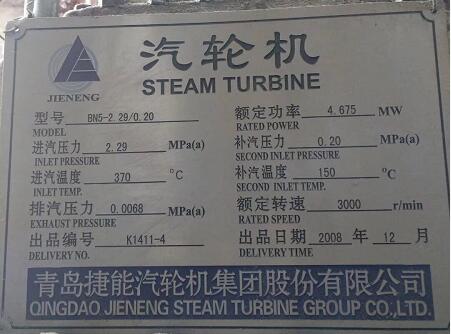 汽轮机
JIENENG
STEAM TURBINE
型号 BN5-2.29/0.20
MODEL
额定功率 4.675 MW
RATED POWER
进汽压力 2.29 MPa(a)
INLET PRESSURE
补汽压力 0.20 MPa(a)
SECOND INLET PRESSURE
进汽温度 370 °C
INLET TEMP.
补汽温度 150 °C
SECOND INLET TEMP.
排汽压力 0.0068 MPa(a)
EXHAUST PRESSURE
额定转速 3000 r/min
RATED SPEED
出品编号 K1411-4
DELIVERY NO.
出品日期 2008 年 12 月
DELIVERY TIME
青岛捷能汽轮机集团股份有限公司
QINGDAO JIENENG STEAM TURBINE GROUP CO.,LTD.